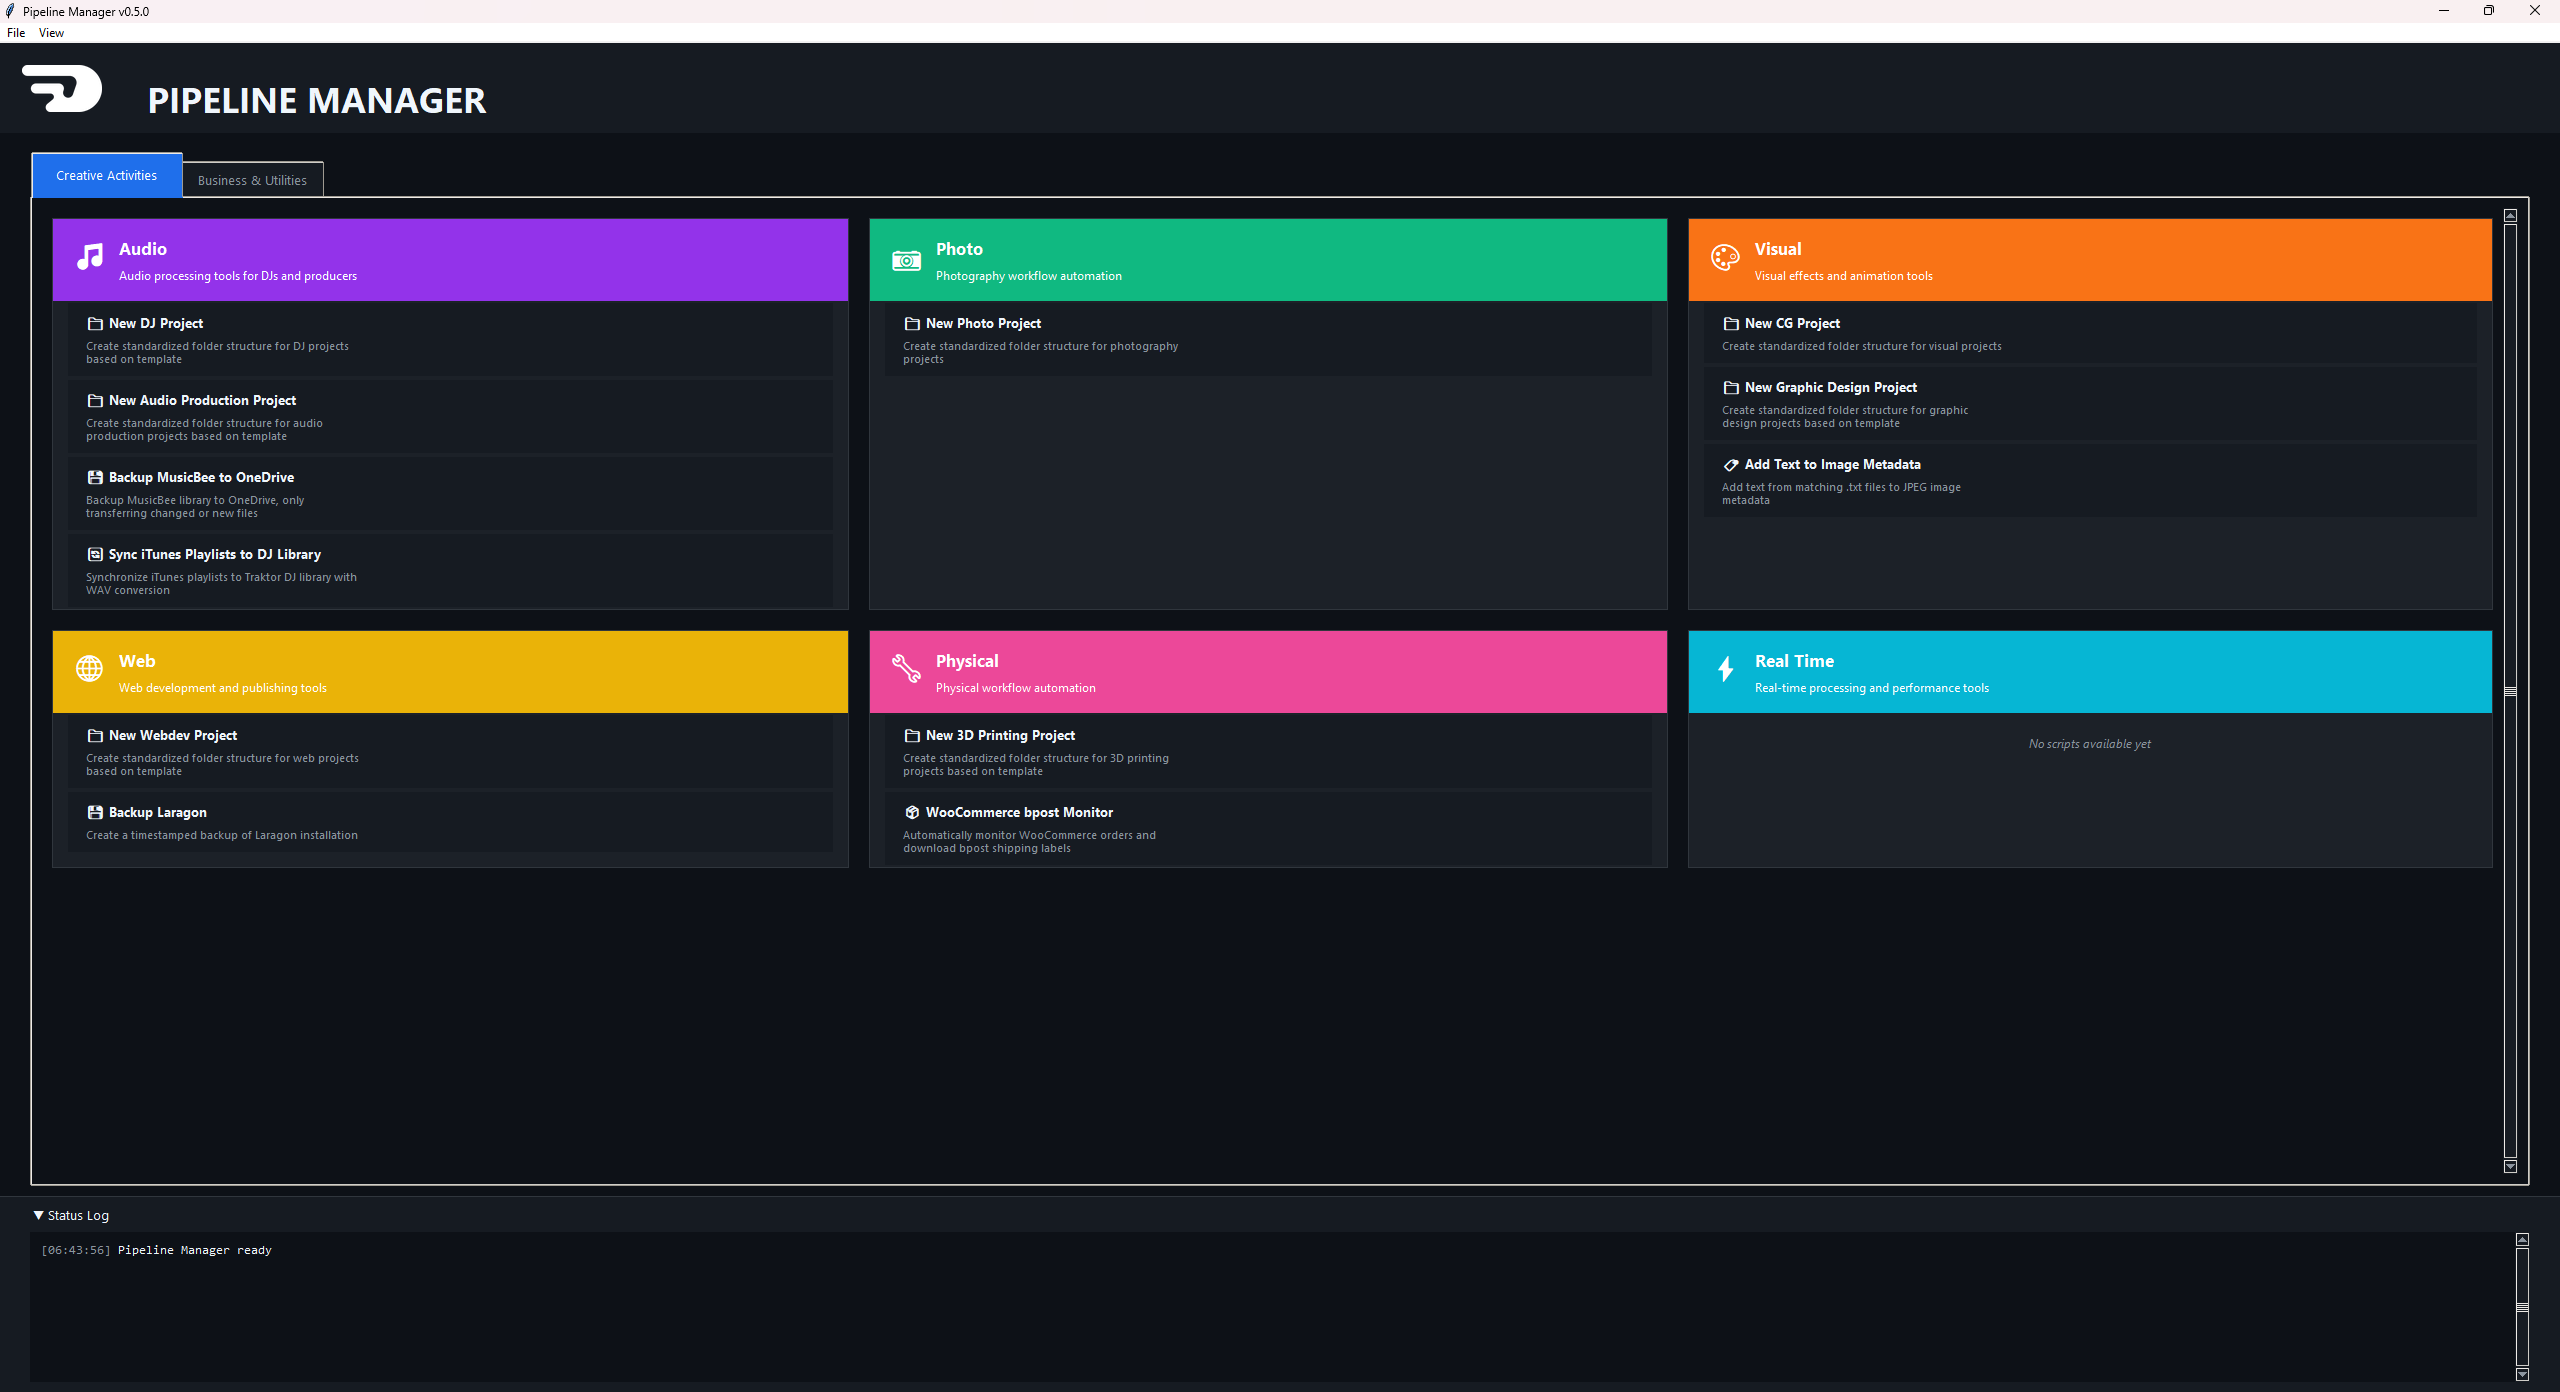 Pipeline Manager v0.5.0
File View
PIPELINE MANAGER
Creative Activities
Business & Utilities
Audio
Audio processing tools for DJs and producers
New DJ Project
Create standardized folder structure for DJ projects
based on template
New Audio Production Project
Create standardized folder structure for audio
production projects based on template
Backup MusicBee to OneDrive
Backup MusicBee library to OneDrive, only
transferring changed or new files
Sync iTunes Playlists to DJ Library
Synchronize iTunes playlists to Traktor DJ library with
WAV conversion
Photo
Photography workflow automation
New Photo Project
Create standardized folder structure for photography
projects
Visual
Visual effects and animation tools
New CG Project
Create standardized folder structure for visual projects
New Graphic Design Project
Create standardized folder structure for graphic
design projects based on template
Add Text to Image Metadata
Add text from matching .txt files to JPEG image
metadata
Web
Web development and publishing tools
New Webdev Project
Create standardized folder structure for web projects
based on template
Backup Laragon
Create a timestamped backup of Laragon installation
Physical
Physical workflow automation
New 3D Printing Project
Create standardized folder structure for 3D printing
projects based on template
WooCommerce bpost Monitor
Automatically monitor WooCommerce orders and
download bpost shipping labels
Real Time
Real-time processing and performance tools
No scripts available yet
▼ Status Log
[06:43:56] Pipeline Manager ready